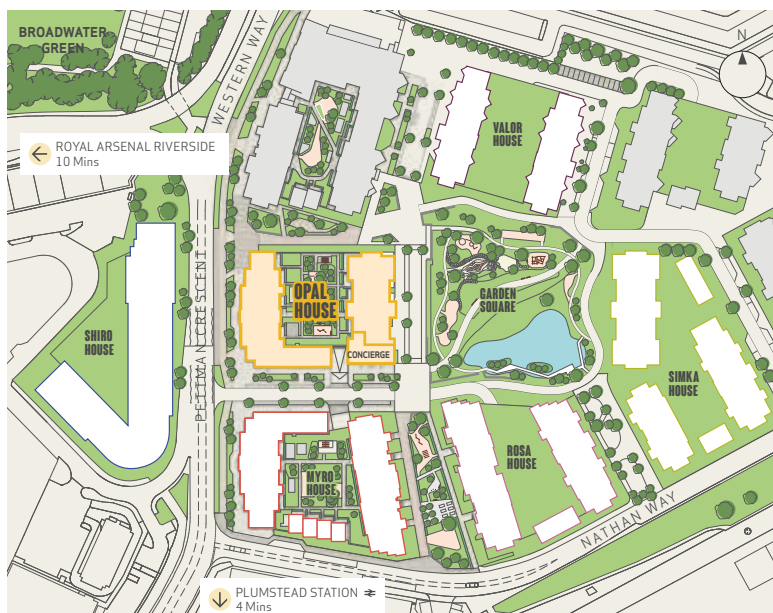 BROADWATER
GREEN
WESTERN WAY
N
ROYAL ARSENAL RIVERSIDE
10 Mins
VALOR
HOUSE
PETTMAN CRESCENT
OPAL
HOUSE
GARDEN
SQUARE
SHIRO
HOUSE
CONCIERGE
SIMKA
HOUSE
ROSA
HOUSE
MYRO
HOUSE
NATHAN WAY
PLUMSTEAD STATION
4 Mins